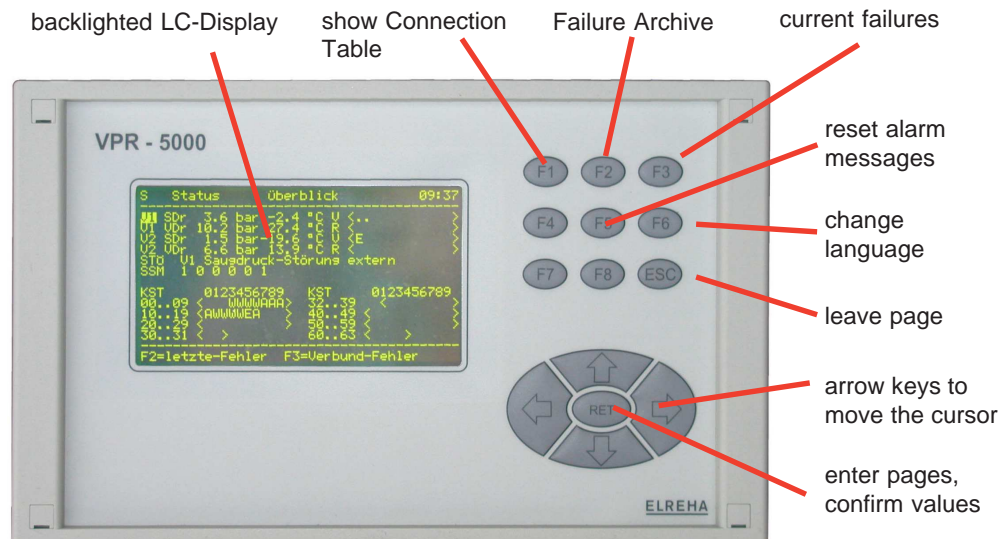 backlighted LC-Display
show Connection
Table
Failure Archive
current failures
VPR - 5000
reset alarm
messages
F1 F2 F3
F4 F5 F6
change
language
F7 F8 ESC
leave page
S Status Überblick 09:37
V1 SDr 3.6 bar -2.4 °C V <.. >
V1 VDr 10.2 bar 27.4 °C R < >
V2 SDr 1.5 bar-19.6 °C V <E >
V2 VDr 6.6 bar 13.9 °C R < >
STÖ V1 Saugdruck-Störung extern
SSM 1 0 0 0 0 1
KST 0123456789 KST 0123456789
00..09 < WWWWAAA> 32..39 < >
10..19 <AWWWWEA > 40..49 < >
20..29 < > 50..59 < >
30..31 < > 60..63 < >
F2=letzte-Fehler F3=Verbund-Fehler
RET
arrow keys to
move the cursor
enter pages,
confirm values
ELREHA